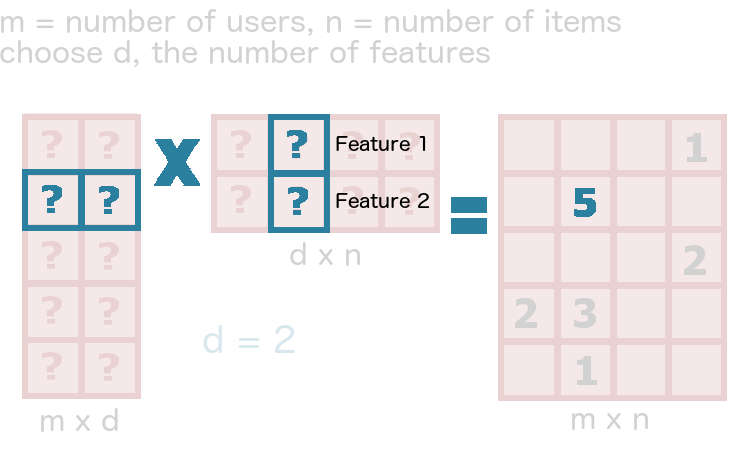 m = number of users, n = number of items
choose d, the number of features
? ? X ? ? ? ? Feature 1 = 1
? ? ? ? ? ? Feature 2 5
? ? 2
? ? 2 3
? ? 1
d x n
d = 2
m x d
m x n